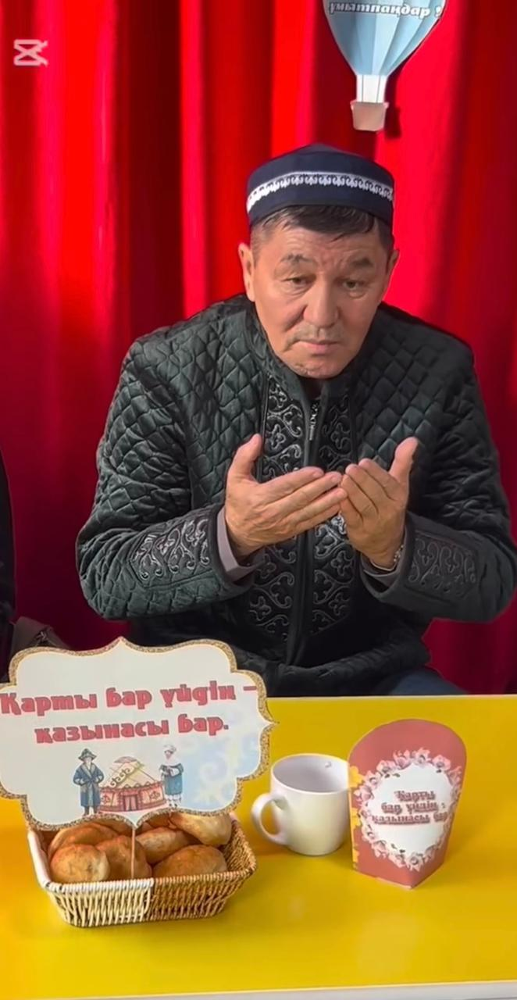 ұмытпаңдар !
Қарты бар үйдің –
қазынасы бар.
Қарты
бар үйдің -
қазынасы бар